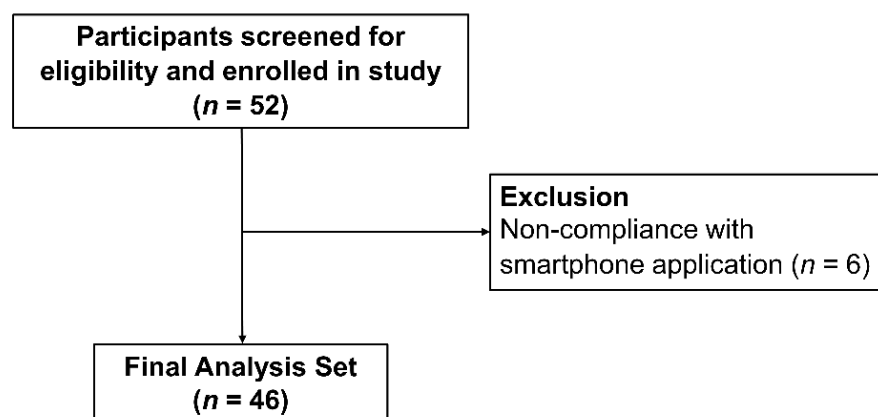 Participants screened for
eligibility and enrolled in study
(n = 52)
Exclusion
Non-compliance with
smartphone application (n = 6)
Final Analysis Set
(n = 46)